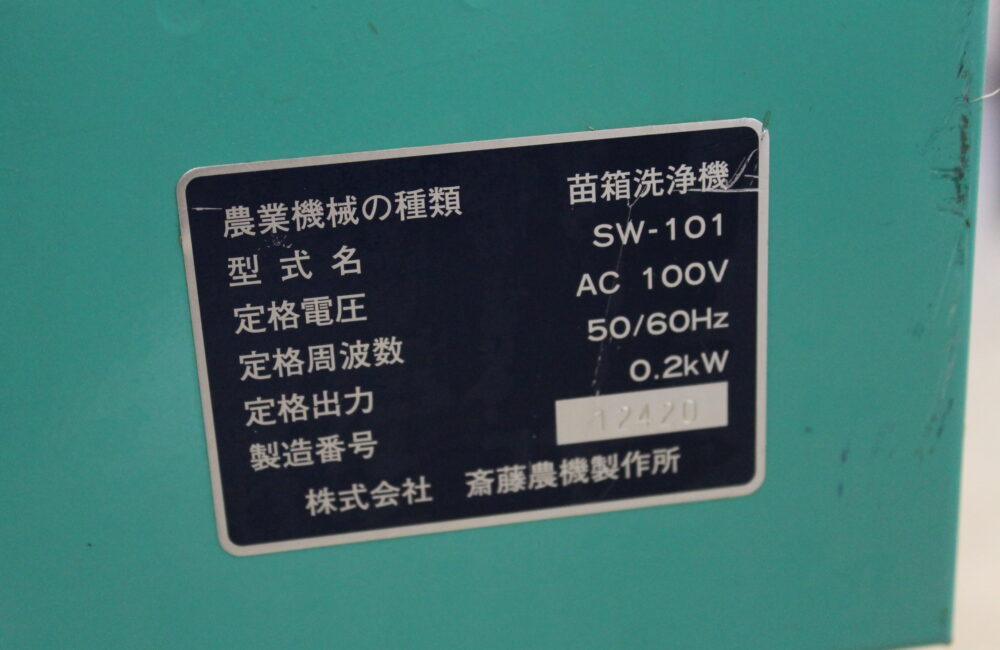 農業機械の種類 苗箱洗浄機
型式名 SW-101
定格電圧 AC 100V
定格周波数 50/60Hz
定格出力 0.2kW
製造番号 12420
株式会社 斎藤農機製作所